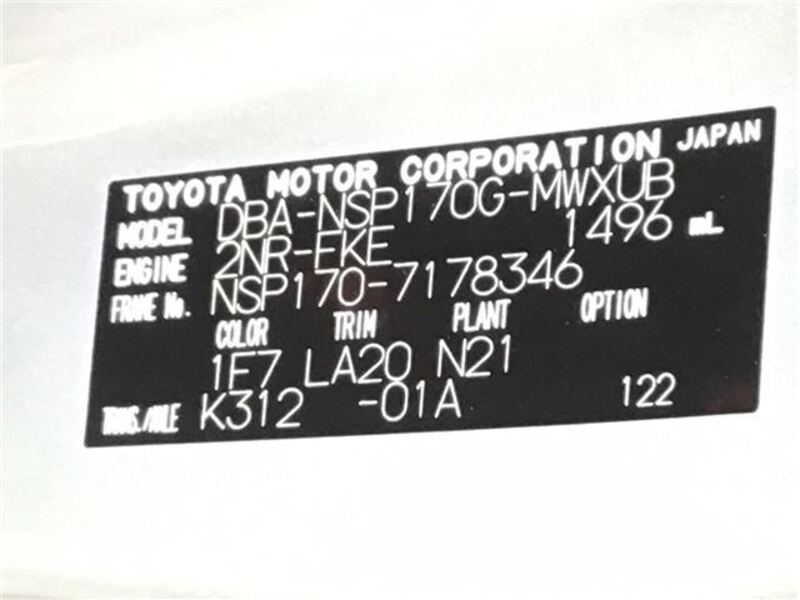 TOYOTA MOTOR CORPORATION JAPAN
MODEL DBA-NSP170G-MWXUB
ENGINE 2NR-FKE 1496 mL
FRAME No. NSP170-7178346
COLOR TRIM PLANT OPTION
1F7 LA20 N21
TRANS./AXLE K312 -01A 122